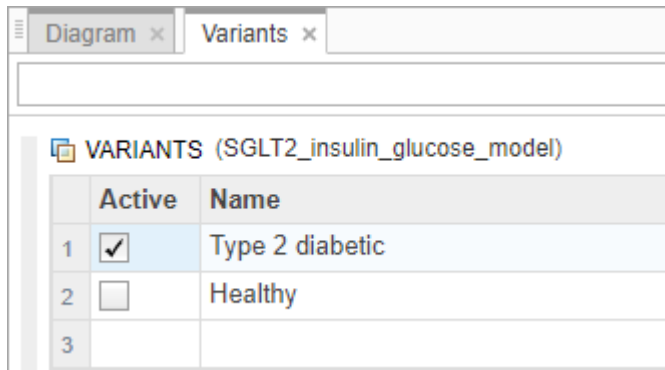 Diagram × Variants ×
VARIANTS (SGLT2_insulin_glucose_model)
Active Name
1 Type 2 diabetic
2 Healthy
3